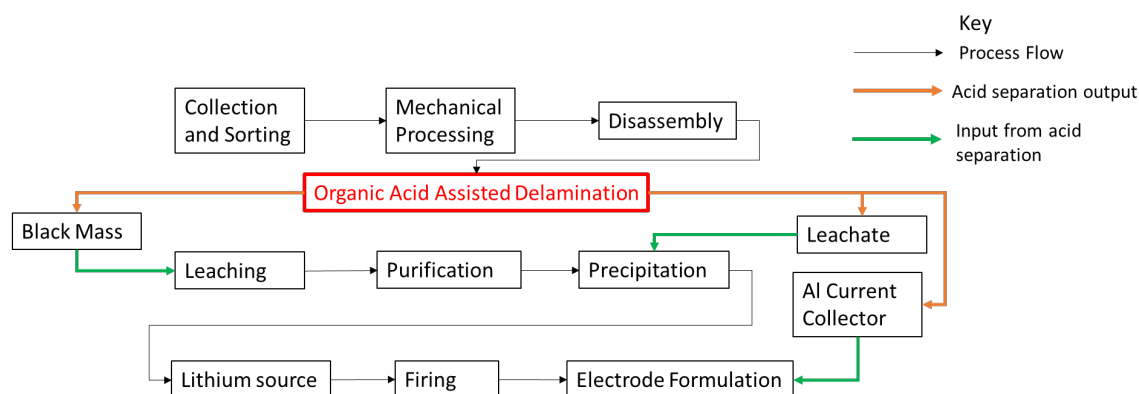 Key
Process Flow
Acid separation output
Input from acid
separation
Collection
and Sorting
Mechanical
Processing
Disassembly
Organic Acid Assisted Delamination
Black Mass
Leachate
Leaching
Purification
Precipitation
Al Current
Collector
Lithium source
Firing
Electrode Formulation